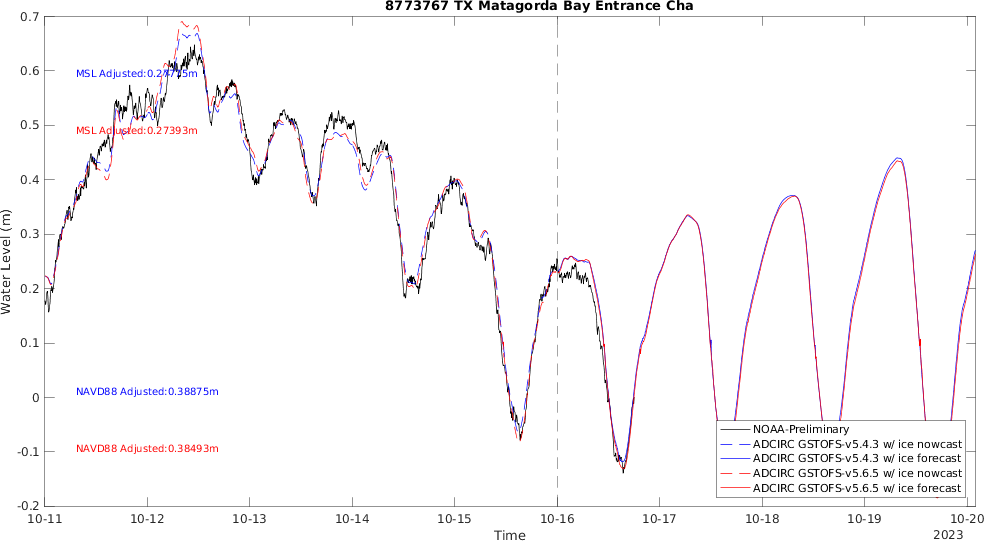 8773767 TX Matagorda Bay Entrance Cha
0.7
0.6
0.5
0.4
0.3
0.2
0.1
0
-0.1
-0.2
Water Level (m)
MSL Adjusted:
MSL Adjusted:0.27393m
NAVD88 Adjusted:0.38875m
NAVD88 Adjusted:0.38493m
NOAA-Preliminary
ADCIRC GSTOFS-v5.4.3 w/ ice nowcast
ADCIRC GSTOFS-v5.4.3 w/ ice forecast
ADCIRC GSTOFS-v5.6.5 w/ ice nowcast
ADCIRC GSTOFS-v5.6.5 w/ ice forecast
10-11 10-12 10-13 10-14 10-15 10-16 10-17 10-18 10-19 10-20
Time
2023